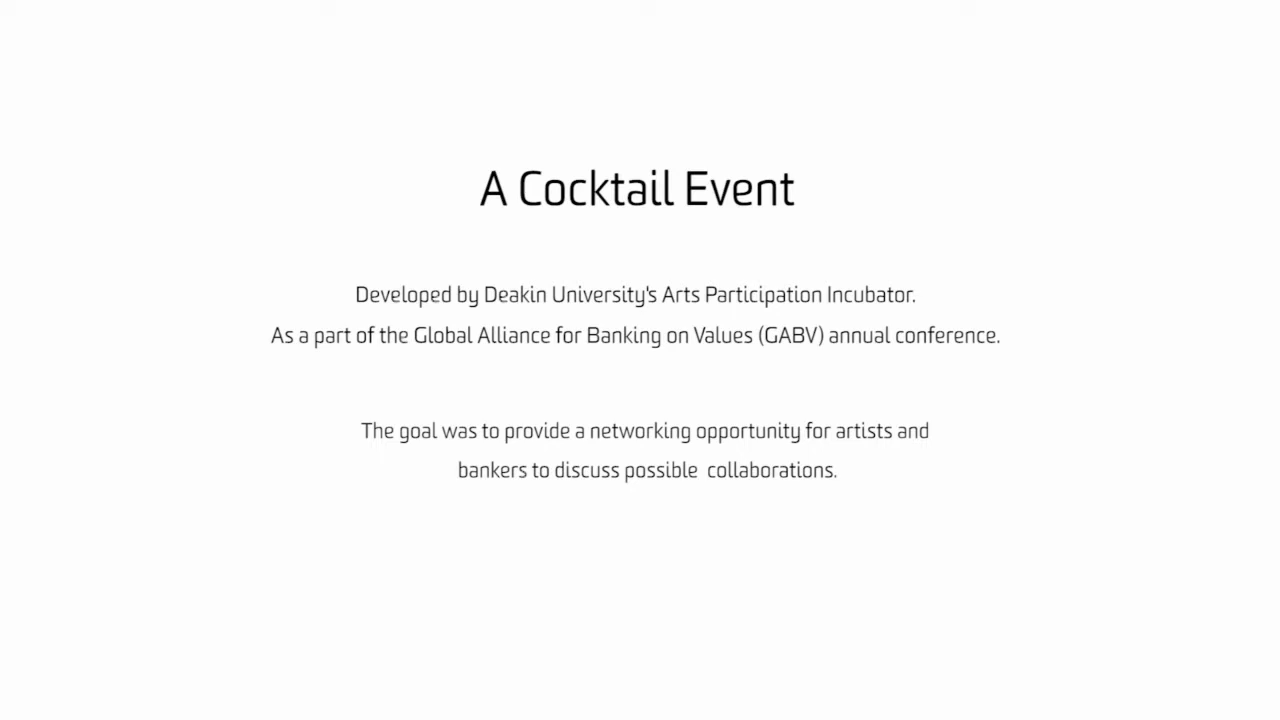 A Cocktail Event
Developed by Deakin University's Arts Participation Incubator.
As a part of the Global Alliance for Banking on Values (GABV) annual conference.
The goal was to provide a networking opportunity for artists and
bankers to discuss possible  collaborations.